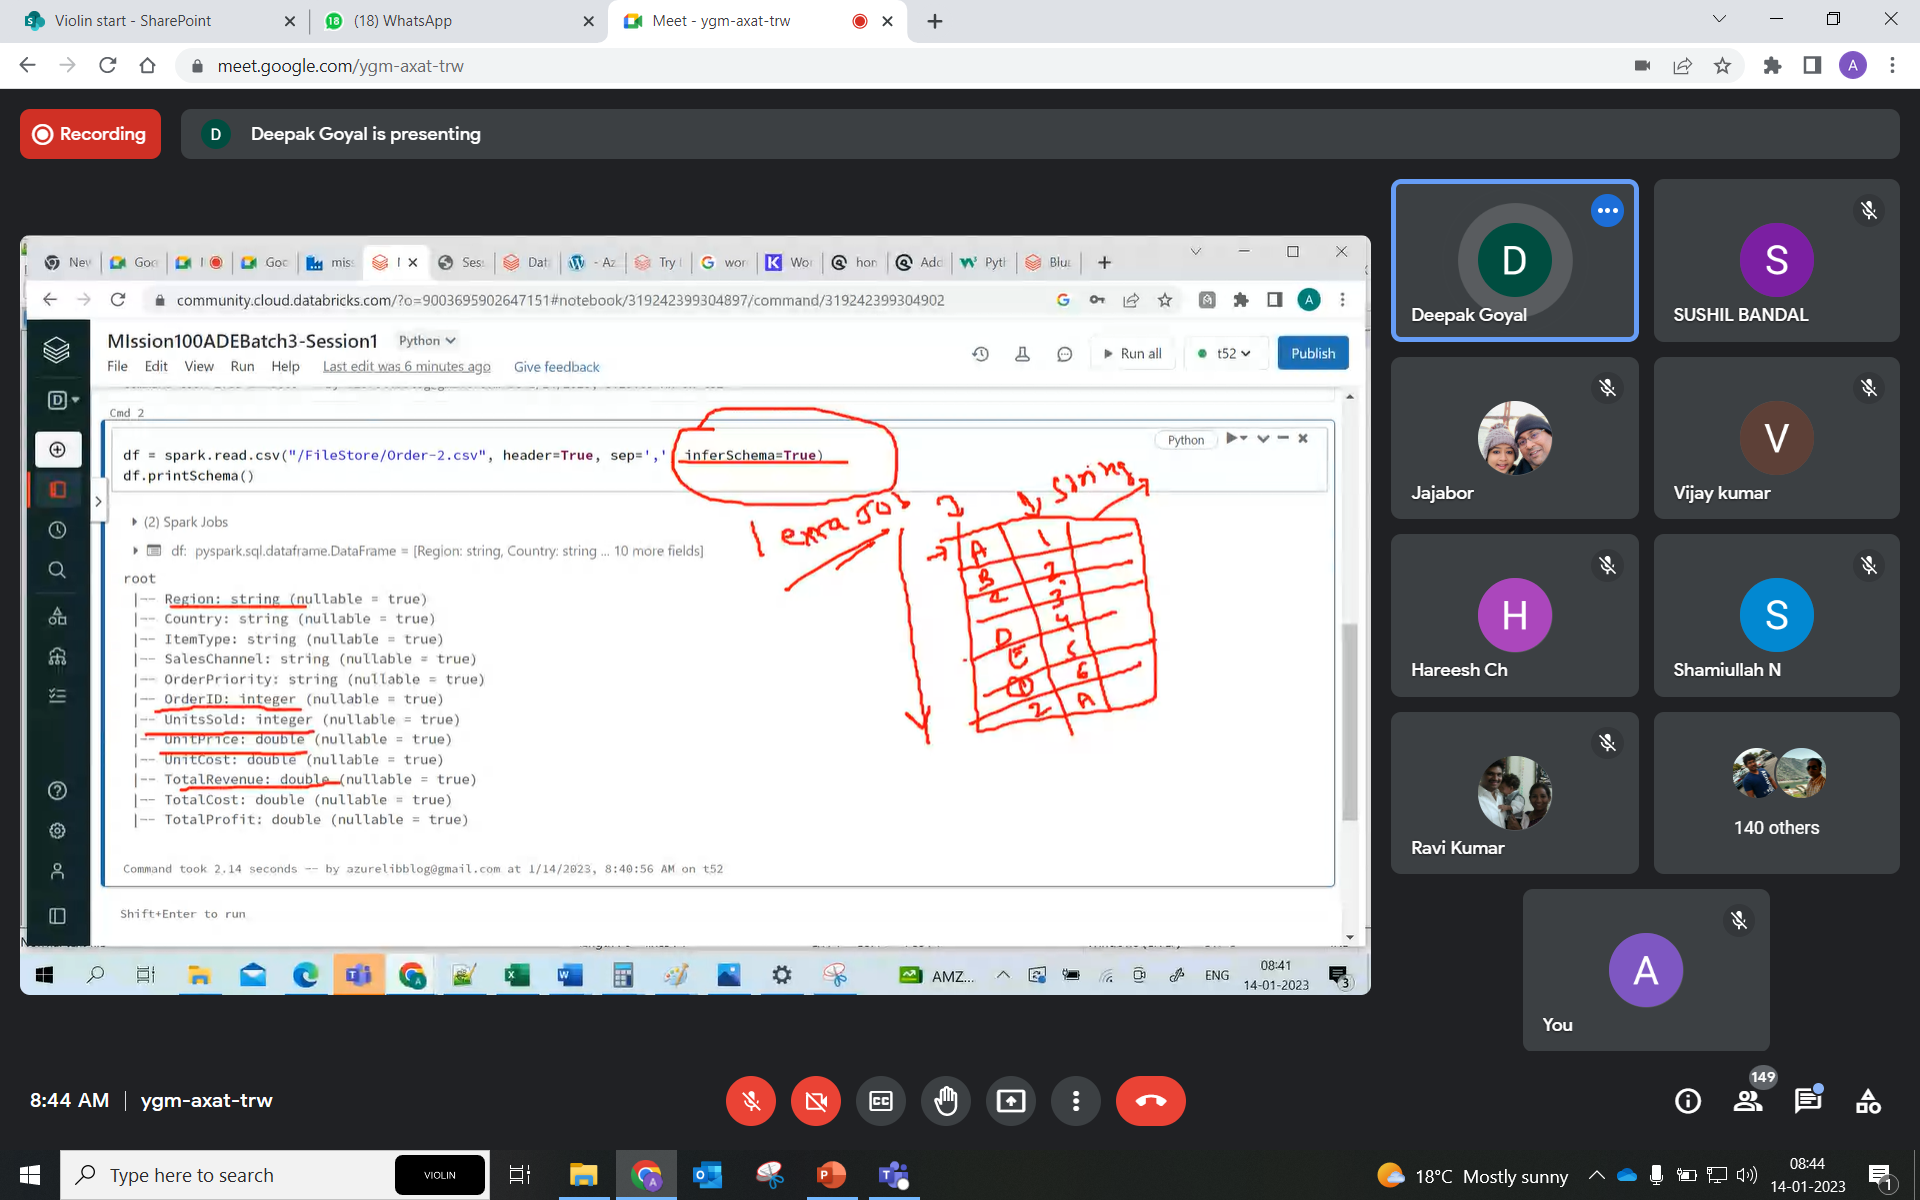 Violin start - SharePoint
18
(18) WhatsApp
Meet - ygm-axat-trw
meet.google.com/ygm-axat-trw
A
Recording
D
Deepak Goyal is presenting
community.cloud.databricks.com/?o=9003695902647151#notebook/319242399304897/command/319242399304902
A
MIssion100ADEBatch3-Session1
Python
File Edit View Run Help
Last edit was 6 minutes ago
Give feedback
Run all
t52
Publish
D
Cmd 2
Python
df = spark.read.csv("/FileStore/Order-2.csv", header=True, sep=',' inferSchema=True)
df.printSchema()
(2) Spark Jobs
df: pyspark.sql.dataframe.DataFrame = [Region: string, Country: string ... 10 more fields]
root
|-- Region: string (nullable = true)
|-- Country: string (nullable = true)
|-- ItemType: string (nullable = true)
|-- SalesChannel: string (nullable = true)
|-- OrderPriority: string (nullable = true)
|-- OrderID: integer (nullable = true)
|-- UnitsSold: integer (nullable = true)
|-- UnitPrice: double (nullable = true)
|-- UnitCost: double (nullable = true)
|-- TotalRevenue: double (nullable = true)
|-- TotalCost: double (nullable = true)
|-- TotalProfit: double (nullable = true)
Command took 2.14 seconds -- by azurelibblog@gmail.com at 1/14/2023, 8:40:56 AM on t52
Shift+Enter to run
1 extra Job
String
A 1
B 2
3
D 4
E 5
6
2 A
AMZ...
ENG
08:41
14-01-2023
3
D
Deepak Goyal
S
SUSHIL BANDAL
Jajabor
V
Vijay kumar
H
Hareesh Ch
S
Shamiullah N
Ravi Kumar
140 others
A
You
8:44 AM
ygm-axat-trw
149
Type here to search
VIOLIN
18°C Mostly sunny
08:44
14-01-2023
1